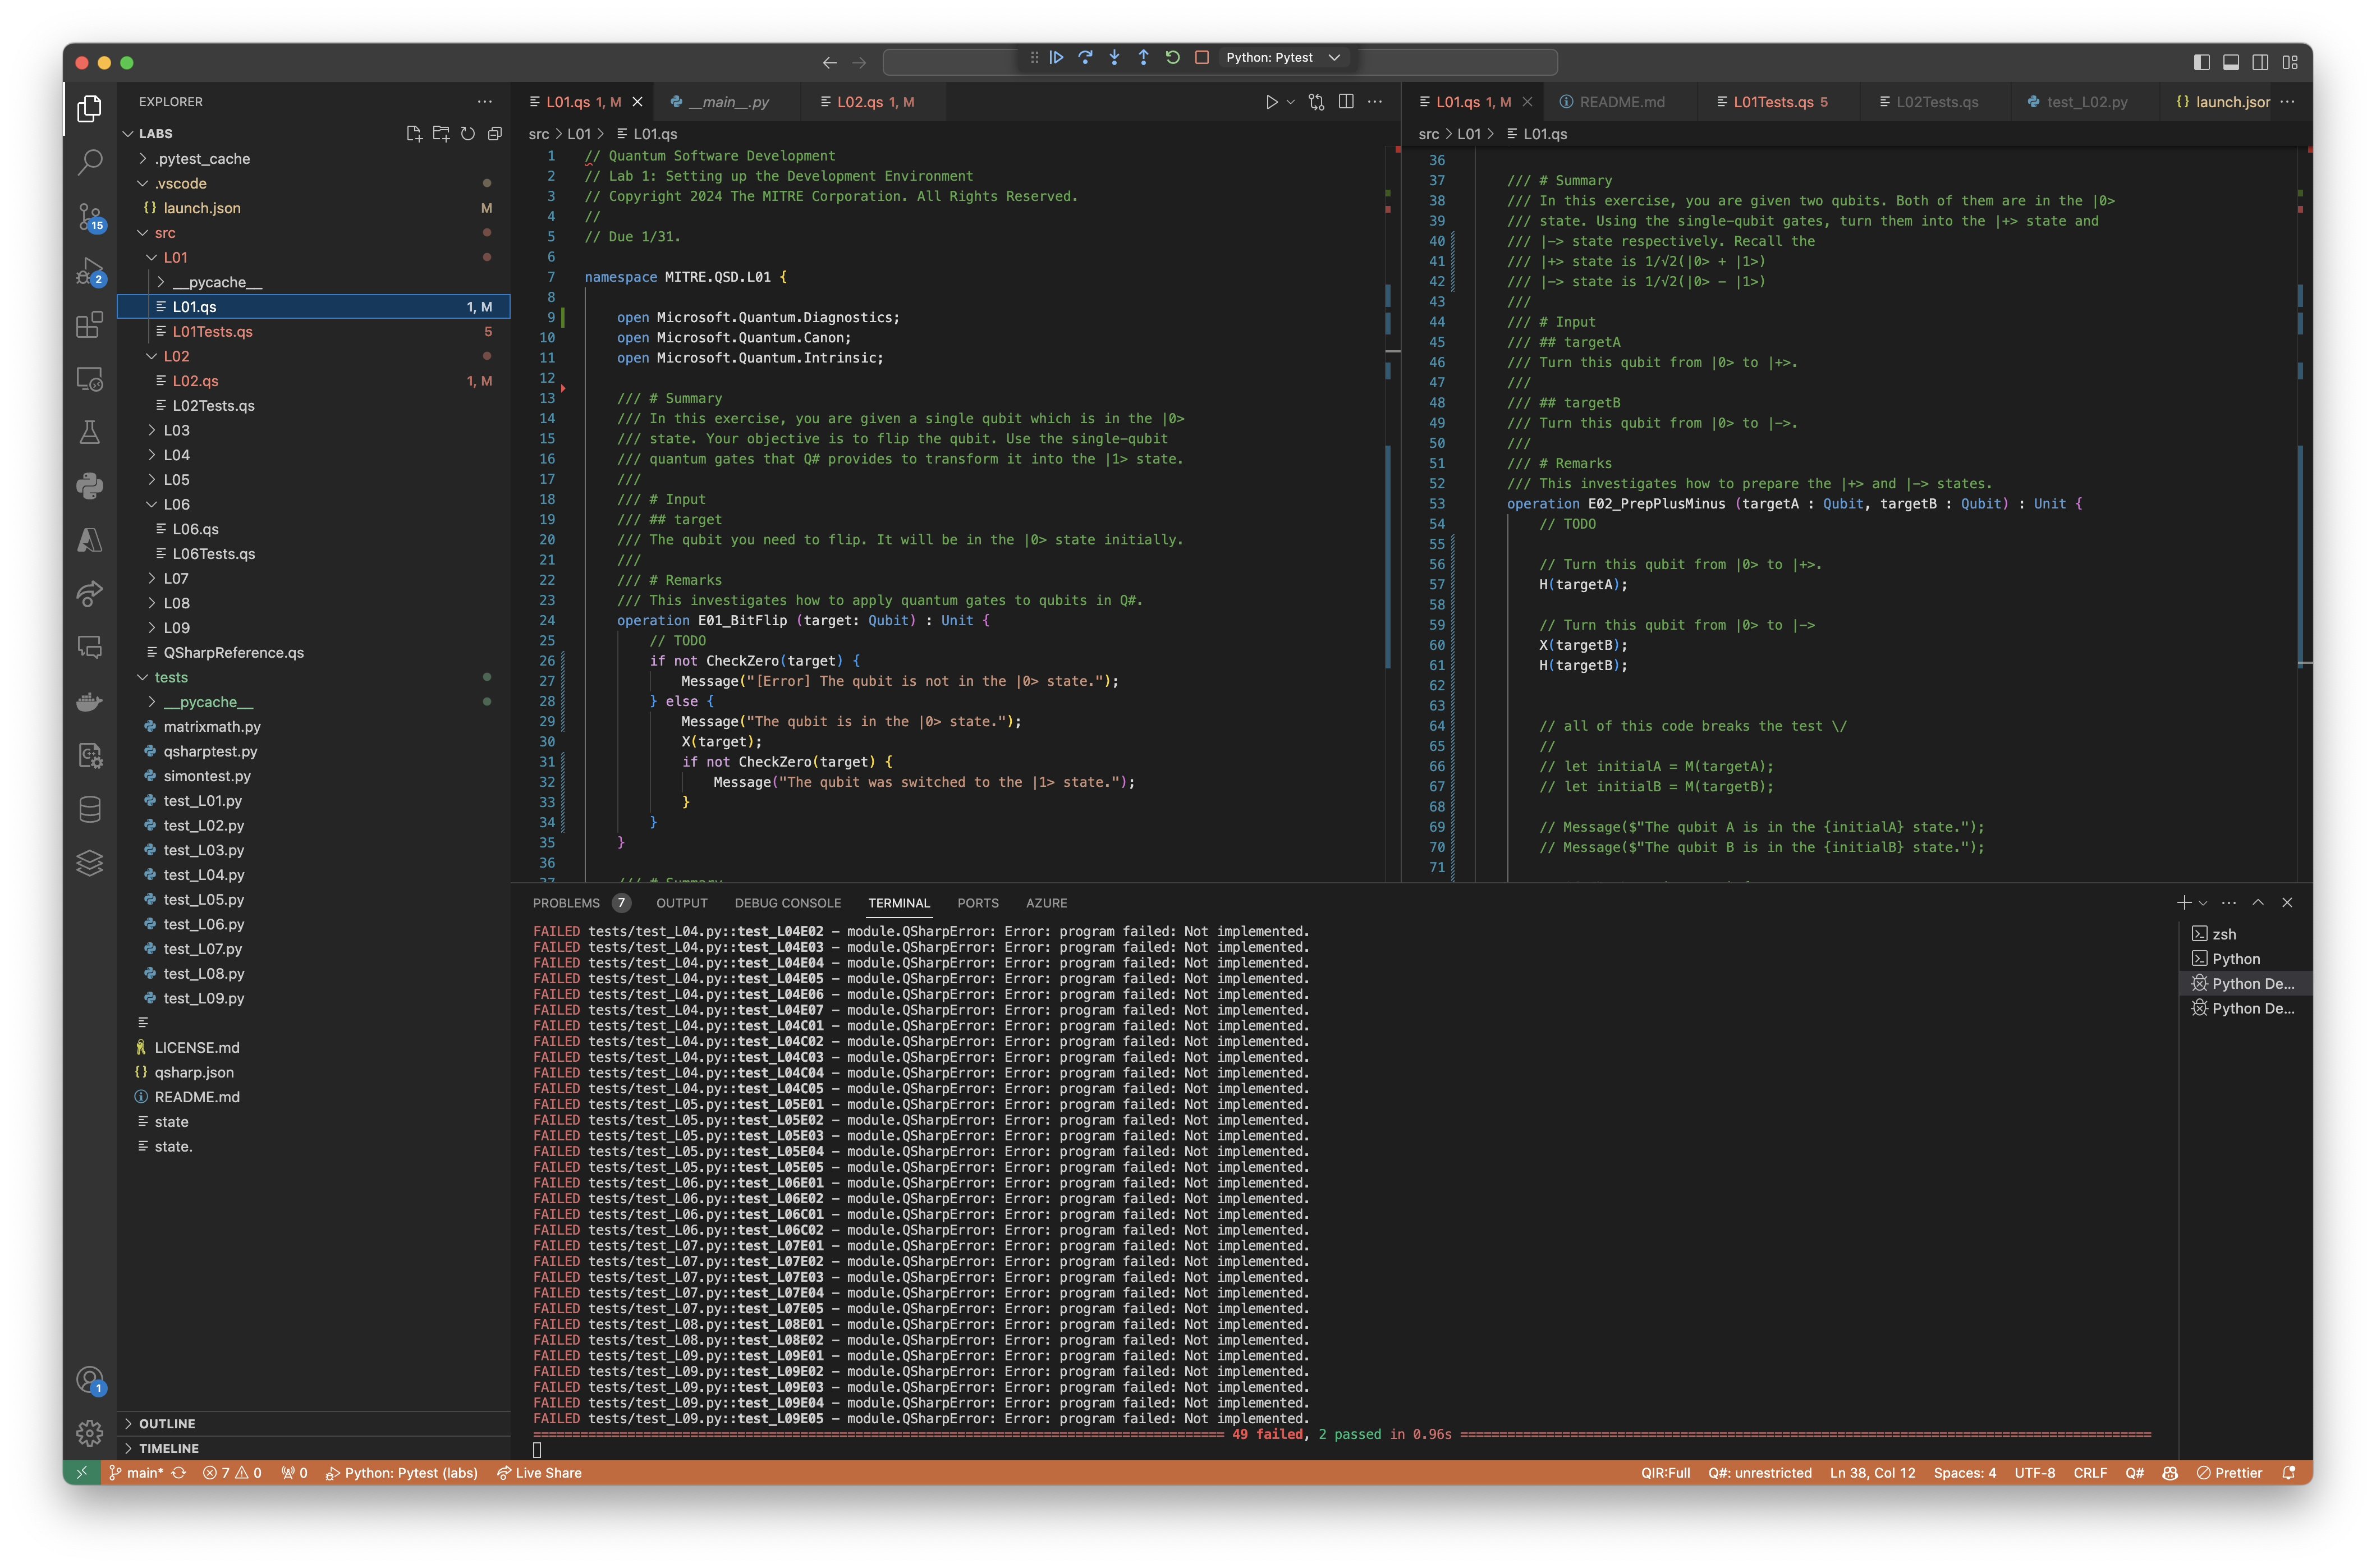 Python: Pytest
EXPLORER
LABS
.pytest_cache
.vscode
launch.json M
src
L01
__pycache__
L01.qs 1, M
L01Tests.qs 5
L02
L02.qs 1, M
L02Tests.qs
L03
L04
L05
L06
L06.qs
L06Tests.qs
L07
L08
L09
QSharpReference.qs
tests
__pycache__
matrixmath.py
qsharptest.py
simontest.py
test_L01.py
test_L02.py
test_L03.py
test_L04.py
test_L05.py
test_L06.py
test_L07.py
test_L08.py
test_L09.py
LICENSE.md
qsharp.json
README.md
state
state.
OUTLINE
TIMELINE
15
2
1
L01.qs 1, M
__main__.py
L02.qs 1, M
src > L01 > L01.qs
1 // Quantum Software Development
2 // Lab 1: Setting up the Development Environment
3 // Copyright 2024 The MITRE Corporation. All Rights Reserved.
4 //
5 // Due 1/31.
6
7 namespace MITRE.QSD.L01 {
8
9 open Microsoft.Quantum.Diagnostics;
10 open Microsoft.Quantum.Canon;
11 open Microsoft.Quantum.Intrinsic;
12
13 /// # Summary
14 /// In this exercise, you are given a single qubit which is in the |0>
15 /// state. Your objective is to flip the qubit. Use the single-qubit
16 /// quantum gates that Q# provides to transform it into the |1> state.
17 ///
18 /// # Input
19 /// ## target
20 /// The qubit you need to flip. It will be in the |0> state initially.
21 ///
22 /// # Remarks
23 /// This investigates how to apply quantum gates to qubits in Q#.
24 operation E01_BitFlip (target: Qubit) : Unit {
25 // TODO
26 if not CheckZero(target) {
27 Message("[Error] The qubit is not in the |0> state.");
28 } else {
29 Message("The qubit is in the |0> state.");
30 X(target);
31 if not CheckZero(target) {
32 Message("The qubit was switched to the |1> state.");
33 }
34 }
35 }
36
37 /// # Summary
L01.qs 1, M
README.md
L01Tests.qs 5
L02Tests.qs
test_L02.py
launch.json
src > L01 > L01.qs
36
37 /// # Summary
38 /// In this exercise, you are given two qubits. Both of them are in the |0>
39 /// state. Using the single-qubit gates, turn them into the |+> state and
40 /// |-> state respectively. Recall the
41 /// |+> state is 1/√2(|0> + |1>)
42 /// |-> state is 1/√2(|0> - |1>)
43 ///
44 /// # Input
45 /// ## targetA
46 /// Turn this qubit from |0> to |+>.
47 ///
48 /// ## targetB
49 /// Turn this qubit from |0> to |->.
50 ///
51 /// # Remarks
52 /// This investigates how to prepare the |+> and |-> states.
53 operation E02_PrepPlusMinus (targetA : Qubit, targetB : Qubit) : Unit {
54 // TODO
55
56 // Turn this qubit from |0> to |+>.
57 H(targetA);
58
59 // Turn this qubit from |0> to |->
60 X(targetB);
61 H(targetB);
62
63
64 // all of this code breaks the test \/
65 //
66 // let initialA = M(targetA);
67 // let initialB = M(targetB);
68
69 // Message($"The qubit A is in the {initialA} state.");
70 // Message($"The qubit B is in the {initialB} state.");
71
PROBLEMS 7 OUTPUT DEBUG CONSOLE TERMINAL PORTS AZURE
FAILED tests/test_L04.py::test_L04E02 - module.QSharpError: Error: program failed: Not implemented.
FAILED tests/test_L04.py::test_L04E03 - module.QSharpError: Error: program failed: Not implemented.
FAILED tests/test_L04.py::test_L04E04 - module.QSharpError: Error: program failed: Not implemented.
FAILED tests/test_L04.py::test_L04E05 - module.QSharpError: Error: program failed: Not implemented.
FAILED tests/test_L04.py::test_L04E06 - module.QSharpError: Error: program failed: Not implemented.
FAILED tests/test_L04.py::test_L04E07 - module.QSharpError: Error: program failed: Not implemented.
FAILED tests/test_L04.py::test_L04C01 - module.QSharpError: Error: program failed: Not implemented.
FAILED tests/test_L04.py::test_L04C02 - module.QSharpError: Error: program failed: Not implemented.
FAILED tests/test_L04.py::test_L04C03 - module.QSharpError: Error: program failed: Not implemented.
FAILED tests/test_L04.py::test_L04C04 - module.QSharpError: Error: program failed: Not implemented.
FAILED tests/test_L04.py::test_L04C05 - module.QSharpError: Error: program failed: Not implemented.
FAILED tests/test_L05.py::test_L05E01 - module.QSharpError: Error: program failed: Not implemented.
FAILED tests/test_L05.py::test_L05E02 - module.QSharpError: Error: program failed: Not implemented.
FAILED tests/test_L05.py::test_L05E03 - module.QSharpError: Error: program failed: Not implemented.
FAILED tests/test_L05.py::test_L05E04 - module.QSharpError: Error: program failed: Not implemented.
FAILED tests/test_L05.py::test_L05E05 - module.QSharpError: Error: program failed: Not implemented.
FAILED tests/test_L06.py::test_L06E01 - module.QSharpError: Error: program failed: Not implemented.
FAILED tests/test_L06.py::test_L06E02 - module.QSharpError: Error: program failed: Not implemented.
FAILED tests/test_L06.py::test_L06C01 - module.QSharpError: Error: program failed: Not implemented.
FAILED tests/test_L06.py::test_L06C02 - module.QSharpError: Error: program failed: Not implemented.
FAILED tests/test_L07.py::test_L07E01 - module.QSharpError: Error: program failed: Not implemented.
FAILED tests/test_L07.py::test_L07E02 - module.QSharpError: Error: program failed: Not implemented.
FAILED tests/test_L07.py::test_L07E03 - module.QSharpError: Error: program failed: Not implemented.
FAILED tests/test_L07.py::test_L07E04 - module.QSharpError: Error: program failed: Not implemented.
FAILED tests/test_L07.py::test_L07E05 - module.QSharpError: Error: program failed: Not implemented.
FAILED tests/test_L08.py::test_L08E01 - module.QSharpError: Error: program failed: Not implemented.
FAILED tests/test_L08.py::test_L08E02 - module.QSharpError: Error: program failed: Not implemented.
FAILED tests/test_L09.py::test_L09E01 - module.QSharpError: Error: program failed: Not implemented.
FAILED tests/test_L09.py::test_L09E02 - module.QSharpError: Error: program failed: Not implemented.
FAILED tests/test_L09.py::test_L09E03 - module.QSharpError: Error: program failed: Not implemented.
FAILED tests/test_L09.py::test_L09E04 - module.QSharpError: Error: program failed: Not implemented.
FAILED tests/test_L09.py::test_L09E05 - module.QSharpError: Error: program failed: Not implemented.
49 failed, 2 passed in 0.96s
zsh
Python
Python De...
Python De...
main* 7 0 0 Python: Pytest (labs) Live Share QIR:Full Q#: unrestricted Ln 38, Col 12 Spaces: 4 UTF-8 CRLF Q# Prettier